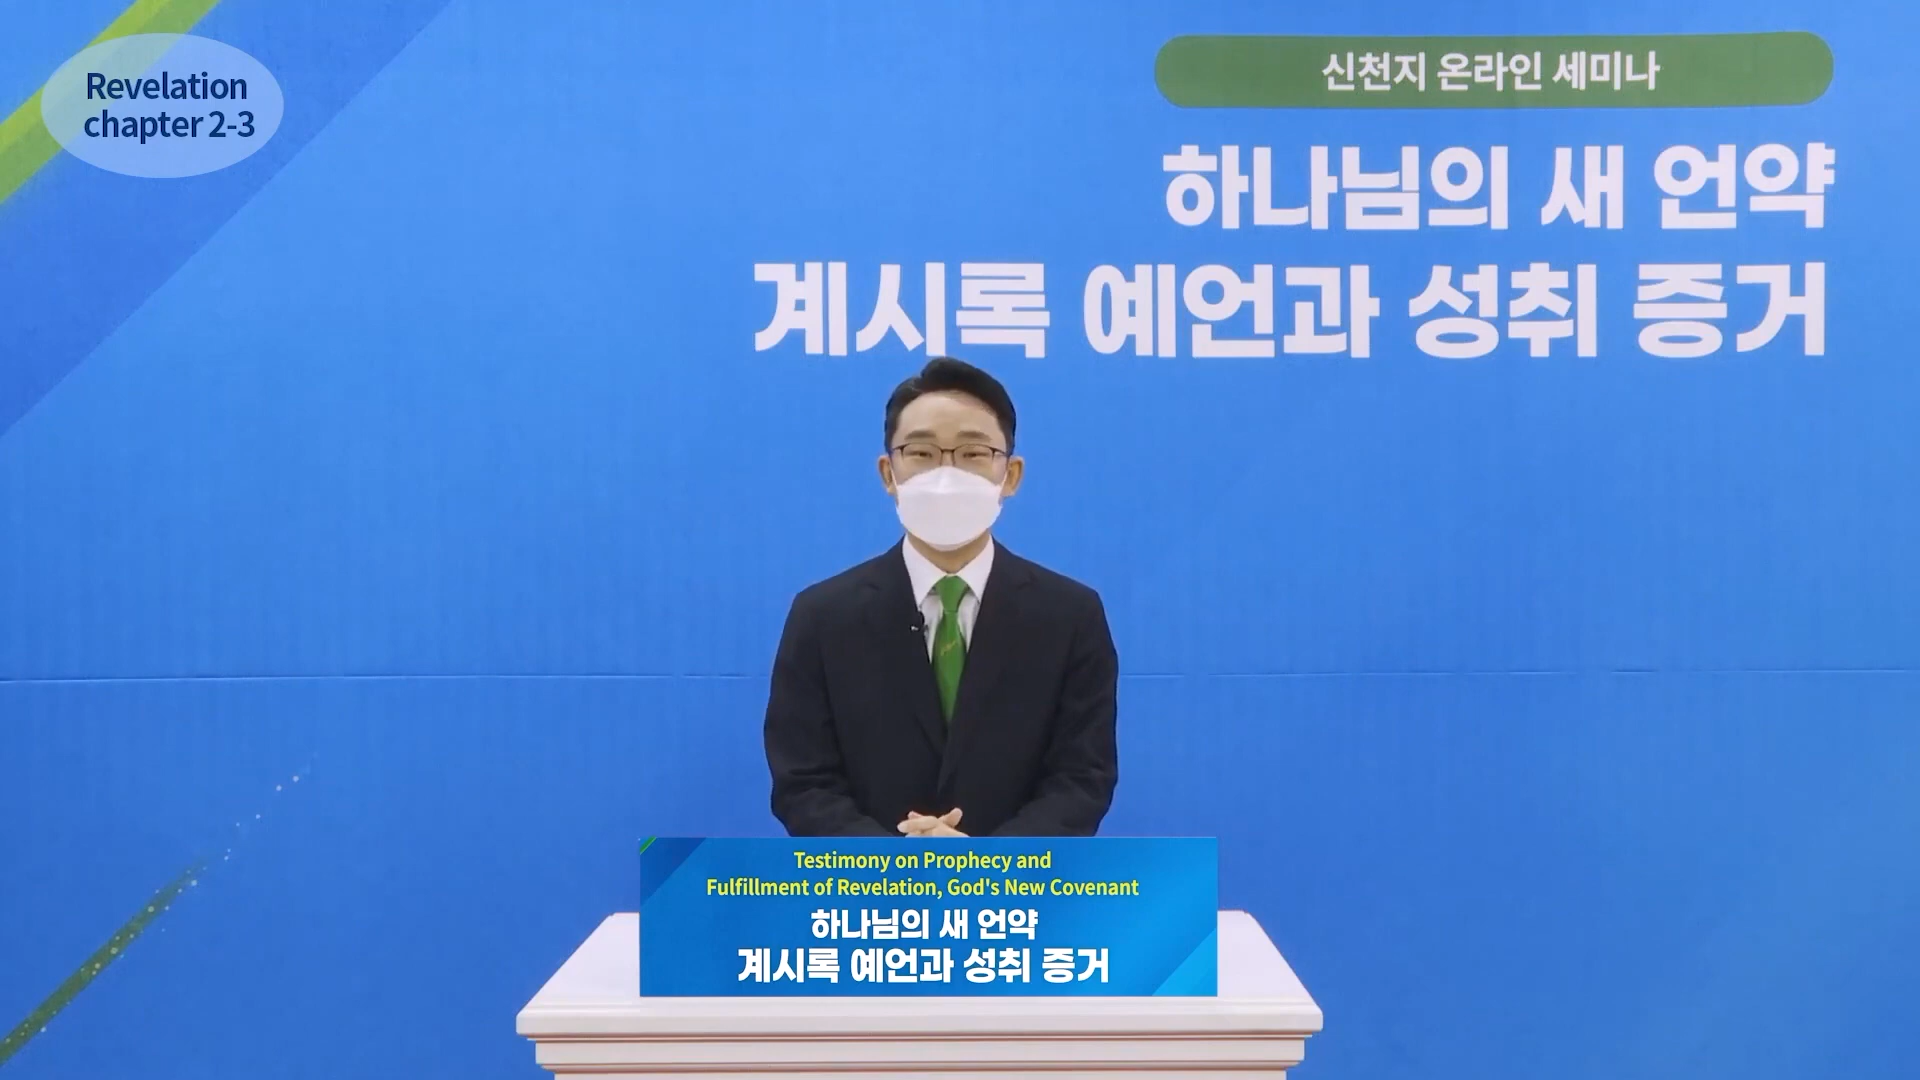 Revelation
chapter 2-3
신천지 온라인 세미나
하나님의 새 언약
계시록 예언과 성취 증거
Testimony on Prophecy and
Fulfillment of Revelation, God's New Covenant
하나님의 새 언약
계시록 예언과 성취 증거